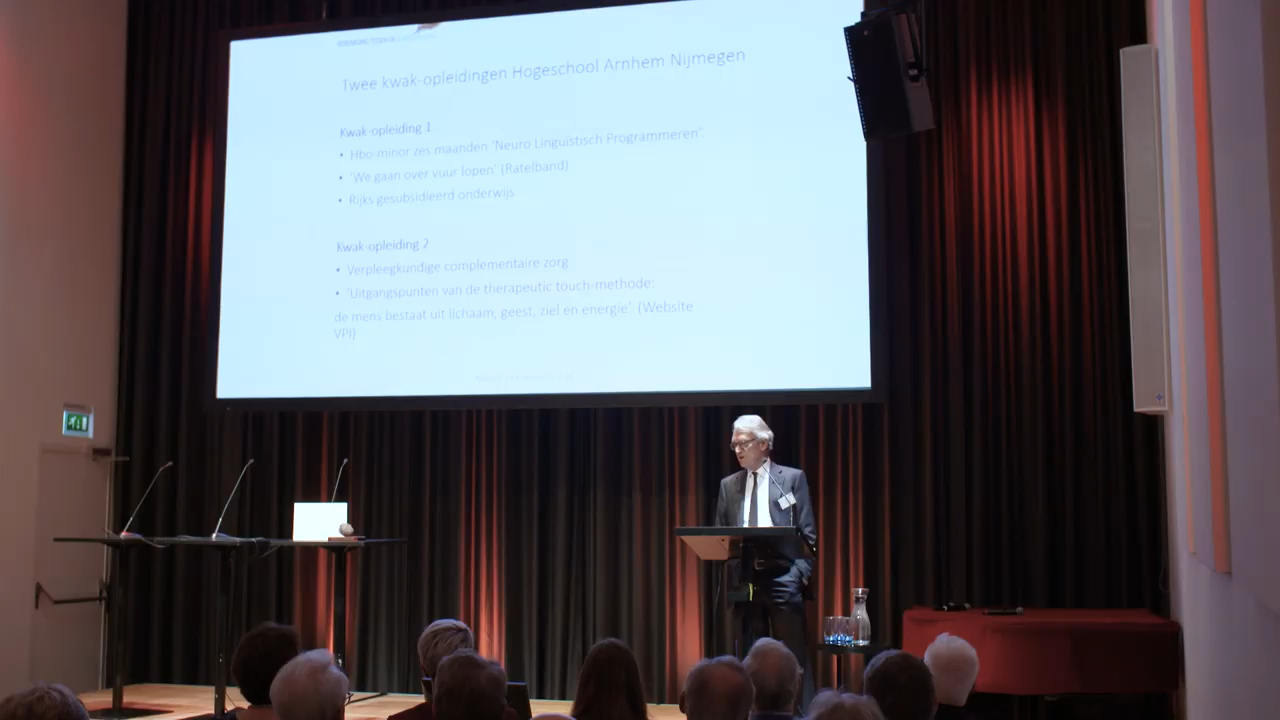 Twee kwak-opleidingen Hogeschool Arnhem Nijmegen
Kwak-opleiding 1
• Hbo-minor zes maanden 'Neuro Linguïstisch Programmeren'.
• 'We gaan over vuur lopen' (Ratelband)
• Rijks gesubsidieerd onderwijs
Kwak-opleiding 2
• Verpleegkundige complementaire zorg
• 'Uitgangspunten van de therapeutic touch-methode:
de mens bestaat uit lichaam, geest, ziel en energie'. (Website
VPI)